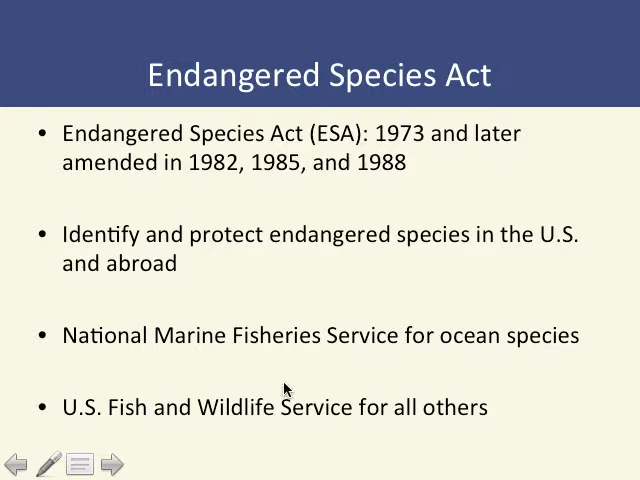 Endangered Species Act
• Endangered Species Act (ESA): 1973 and later
amended in 1982, 1985, and 1988
• Identify and protect endangered species in the U.S.
and abroad
• National Marine Fisheries Service for ocean species
• U.S. Fish and Wildlife Service for all others